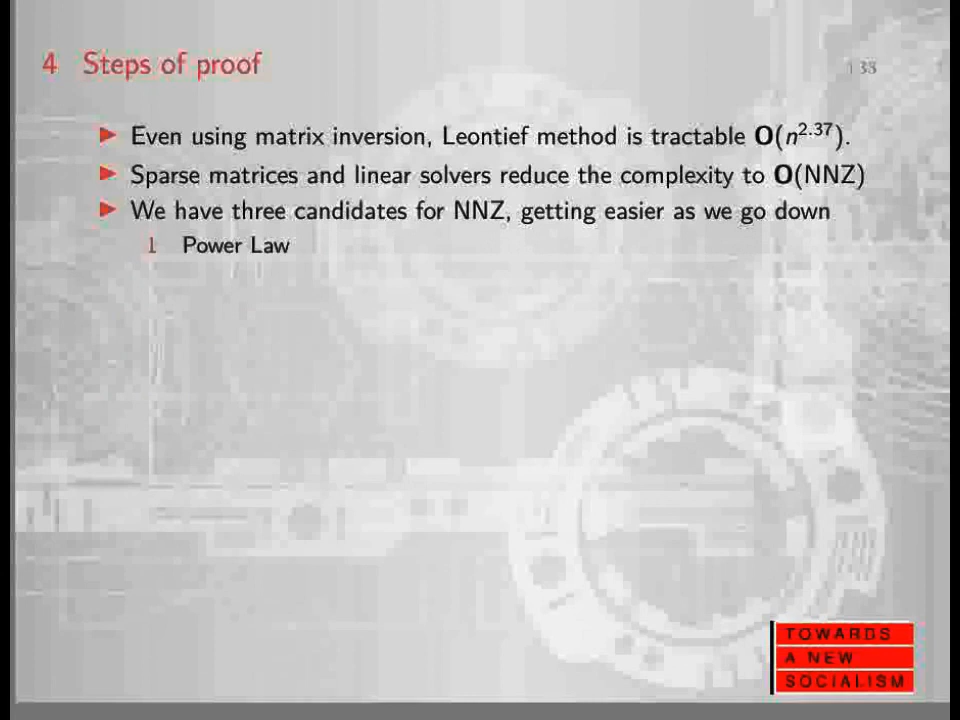 4 Steps of proof
138
Even using matrix inversion, Leontief method is tractable O(n^2.37).
Sparse matrices and linear solvers reduce the complexity to O(NNZ)
We have three candidates for NNZ, getting easier as we go down
1 Power Law
TOWARDS
A NEW
SOCIALISM